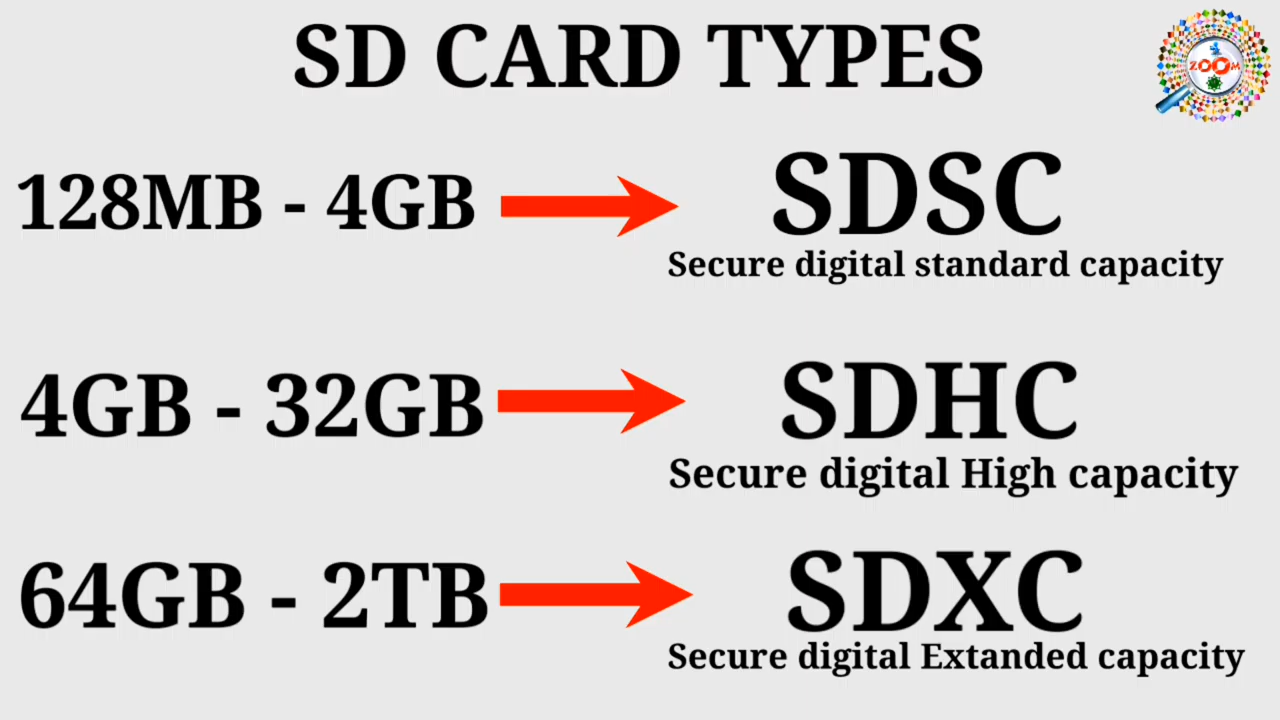 SD CARD TYPES
ZOOM
128MB - 4GB
SDSC
Secure digital standard capacity
4GB - 32GB
SDHC
Secure digital High capacity
64GB - 2TB
SDXC
Secure digital Extanded capacity